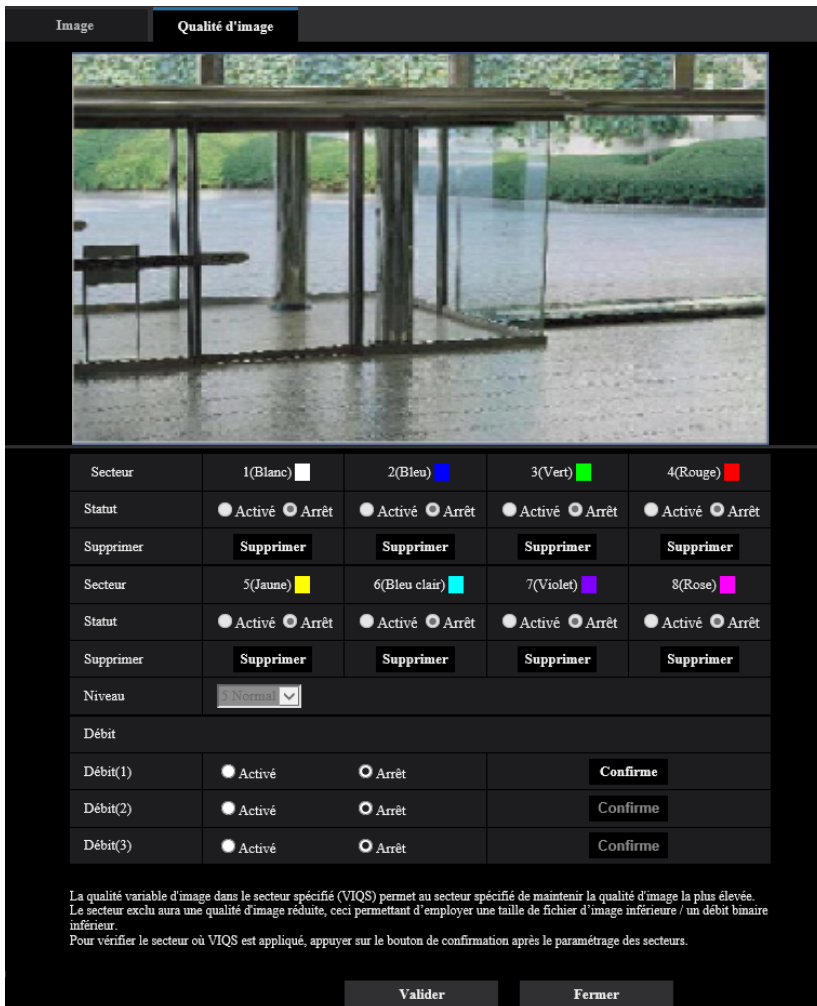 Image Qualité d'image
Secteur 1(Blanc) 2(Bleu) 3(Vert) 4(Rouge)
Statut Activé Arrêt Activé Arrêt Activé Arrêt Activé Arrêt
Supprimer Supprimer Supprimer Supprimer Supprimer
Secteur 5(Jaune) 6(Bleu clair) 7(Violet) 8(Rose)
Statut Activé Arrêt Activé Arrêt Activé Arrêt Activé Arrêt
Supprimer Supprimer Supprimer Supprimer Supprimer
Niveau 5 Normal
Débit
Débit(1) Activé Arrêt Confirme
Débit(2) Activé Arrêt Confirme
Débit(3) Activé Arrêt Confirme
La qualité variable d'image dans le secteur spécifié (VIQS) permet au secteur spécifié de maintenir la qualité d'image la plus élevée.
Le secteur exclu aura une qualité d'image réduite, ceci permettant d’employer une taille de fichier d’image inférieure / un débit binaire
inférieur.
Pour vérifier le secteur où VIQS est appliqué, appuyer sur le bouton de confirmation après le paramétrage des secteurs.
Valider Fermer